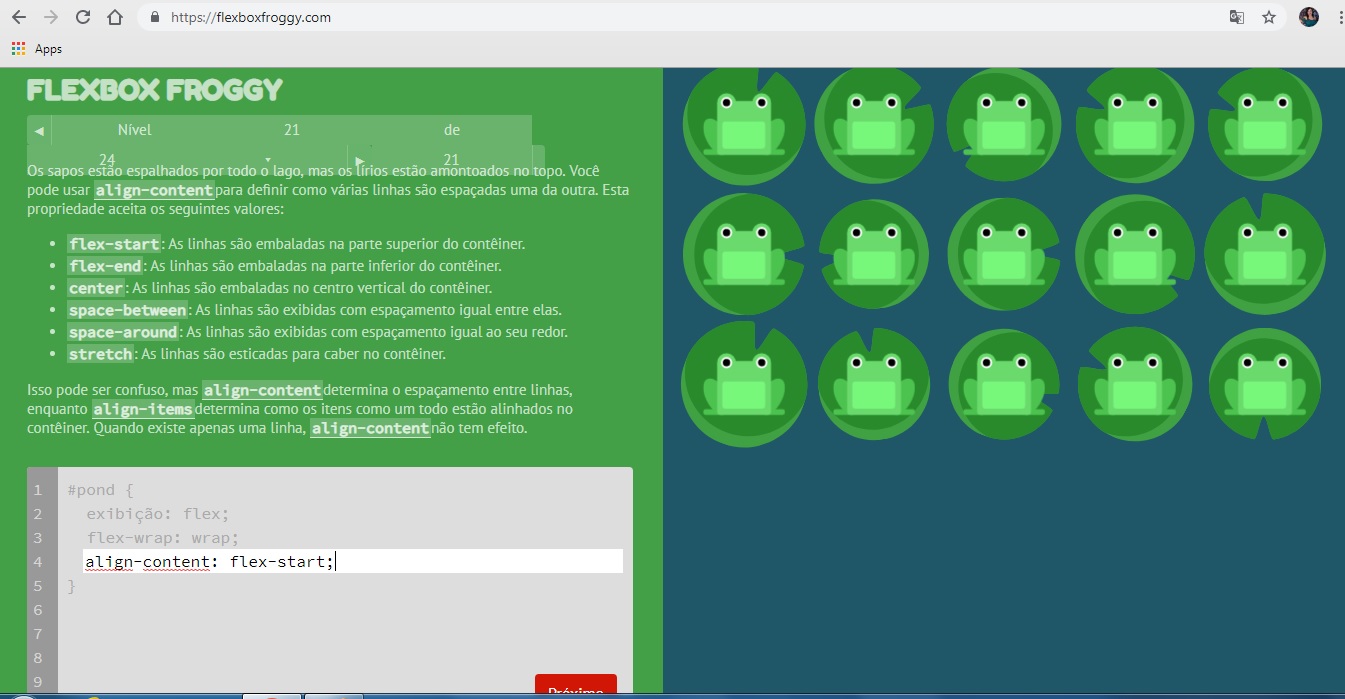 https://flexboxfroggy.com
Apps
FLEXBOX FROGGY
◀ Nível 21 de
24 ▼ ▶ 21
Os sapos estão espalhados por todo o lago, mas os lírios estão amontoados no topo. Você
pode usar align-content para definir como várias linhas são espaçadas uma da outra. Esta
propriedade aceita os seguintes valores:
• flex-start: As linhas são embaladas na parte superior do contêiner.
• flex-end: As linhas são embaladas na parte inferior do contêiner.
• center: As linhas são embaladas no centro vertical do contêiner.
• space-between: As linhas são exibidas com espaçamento igual entre elas.
• space-around: As linhas são exibidas com espaçamento igual ao seu redor.
• stretch: As linhas são esticadas para caber no contêiner.
Isso pode ser confuso, mas align-content determina o espaçamento entre linhas,
enquanto align-items determina como os itens como um todo estão alinhados no
contêiner. Quando existe apenas uma linha, align-content não tem efeito.
1 #pond {
2 exibição: flex;
3 flex-wrap: wrap;
4 align-content: flex-start;
5 }
6
7
8
9
Próximo